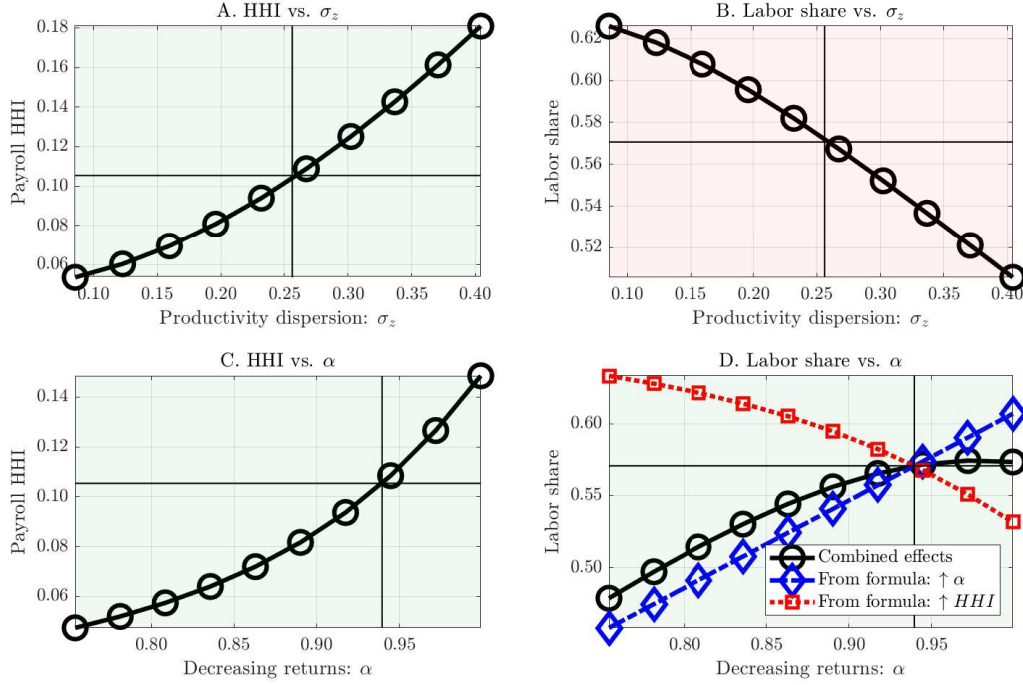 A. HHI vs. σ_z
Payroll HHI
0.18
0.16
0.14
0.12
0.10
0.08
0.06
0.10 0.15 0.20 0.25 0.30 0.35 0.40
Productivity dispersion: σ_z
B. Labor share vs. σ_z
Labor share
0.62
0.60
0.58
0.56
0.54
0.52
0.10 0.15 0.20 0.25 0.30 0.35 0.40
Productivity dispersion: σ_z
C. HHI vs. α
Payroll HHI
0.14
0.12
0.10
0.08
0.06
0.80 0.85 0.90 0.95
Decreasing returns: α
D. Labor share vs. α
Labor share
0.60
0.55
0.50
Combined effects
From formula: ↑ α
From formula: ↑ HHI
0.80 0.85 0.90 0.95
Decreasing returns: α